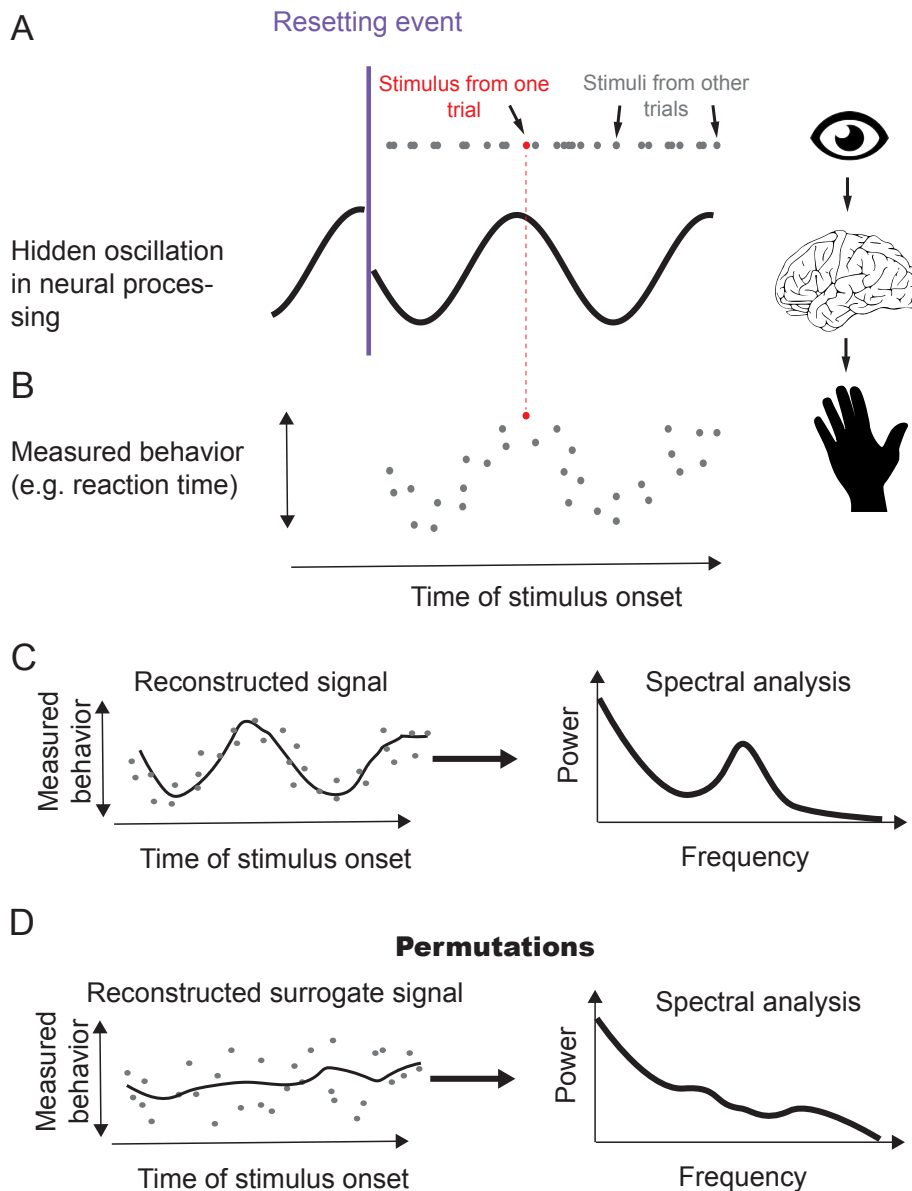 A
Resetting event
Stimulus from one
trial
Stimuli from other
trials
Hidden oscillation
in neural proces-
sing
B
Measured behavior
(e.g. reaction time)
Time of stimulus onset
C
Reconstructed signal
Measured
behavior
Time of stimulus onset
Spectral analysis
Power
Frequency
D
Permutations
Reconstructed surrogate signal
Measured
behavior
Time of stimulus onset
Spectral analysis
Power
Frequency